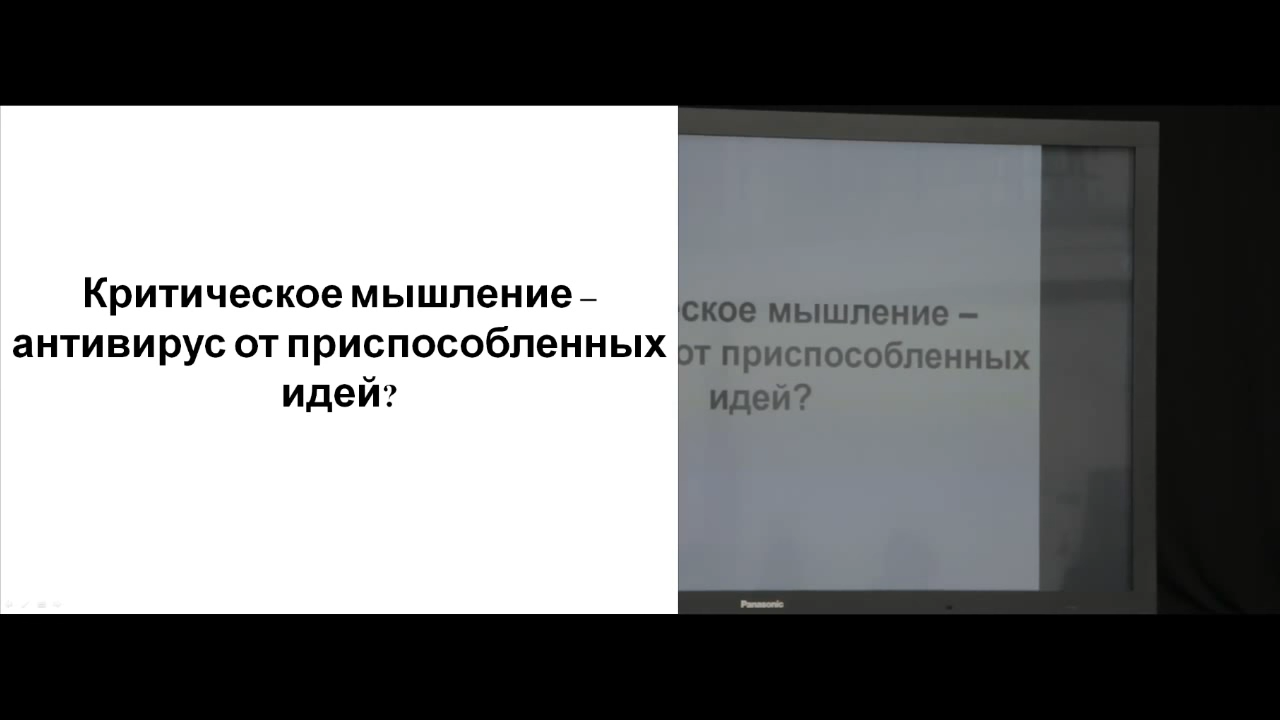 Критическое мышление –
антивирус от приспособленных
идей?
ское мышление –
от приспособленных
идей?
Panasonic